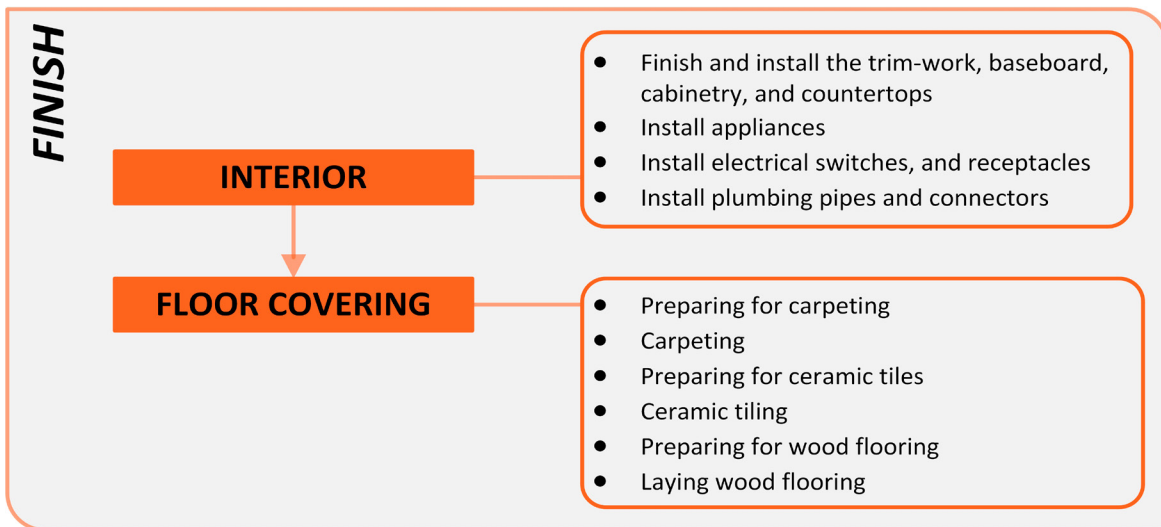 FINISH
INTERIOR
● Finish and install the trim-work, baseboard,
cabinetry, and countertops
● Install appliances
● Install electrical switches, and receptacles
● Install plumbing pipes and connectors
FLOOR COVERING
● Preparing for carpeting
● Carpeting
● Preparing for ceramic tiles
● Ceramic tiling
● Preparing for wood flooring
● Laying wood flooring